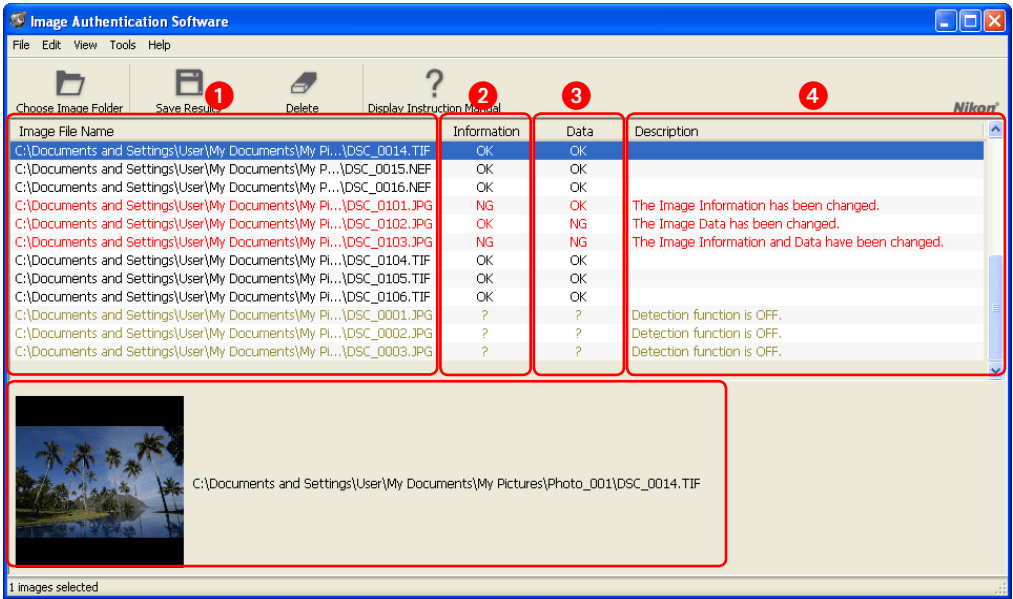 Image Authentication Software
File Edit View Tools Help
Choose Image Folder Save Results Delete Display Instruction Manual Nikon
1 2 3 4
Image File Name Information Data Description
C:\Documents and Settings\User\My Documents\My Pi...\DSC_0014.TIF OK OK
C:\Documents and Settings\User\My Documents\My P...\DSC_0015.NEF OK OK
C:\Documents and Settings\User\My Documents\My P...\DSC_0016.NEF OK OK
C:\Documents and Settings\User\My Documents\My Pi...\DSC_0101.JPG NG OK The Image Information has been changed.
C:\Documents and Settings\User\My Documents\My Pi...\DSC_0102.JPG OK NG The Image Data has been changed.
C:\Documents and Settings\User\My Documents\My Pi...\DSC_0103.JPG NG NG The Image Information and Data have been changed.
C:\Documents and Settings\User\My Documents\My Pi...\DSC_0104.TIF OK OK
C:\Documents and Settings\User\My Documents\My Pi...\DSC_0105.TIF OK OK
C:\Documents and Settings\User\My Documents\My Pi...\DSC_0106.TIF OK OK
C:\Documents and Settings\User\My Documents\My Pi...\DSC_0001.JPG ? ? Detection function is OFF.
C:\Documents and Settings\User\My Documents\My Pi...\DSC_0002.JPG ? ? Detection function is OFF.
C:\Documents and Settings\User\My Documents\My Pi...\DSC_0003.JPG ? ? Detection function is OFF.
C:\Documents and Settings\User\My Documents\My Pictures\Photo_001\DSC_0014.TIF
1 images selected